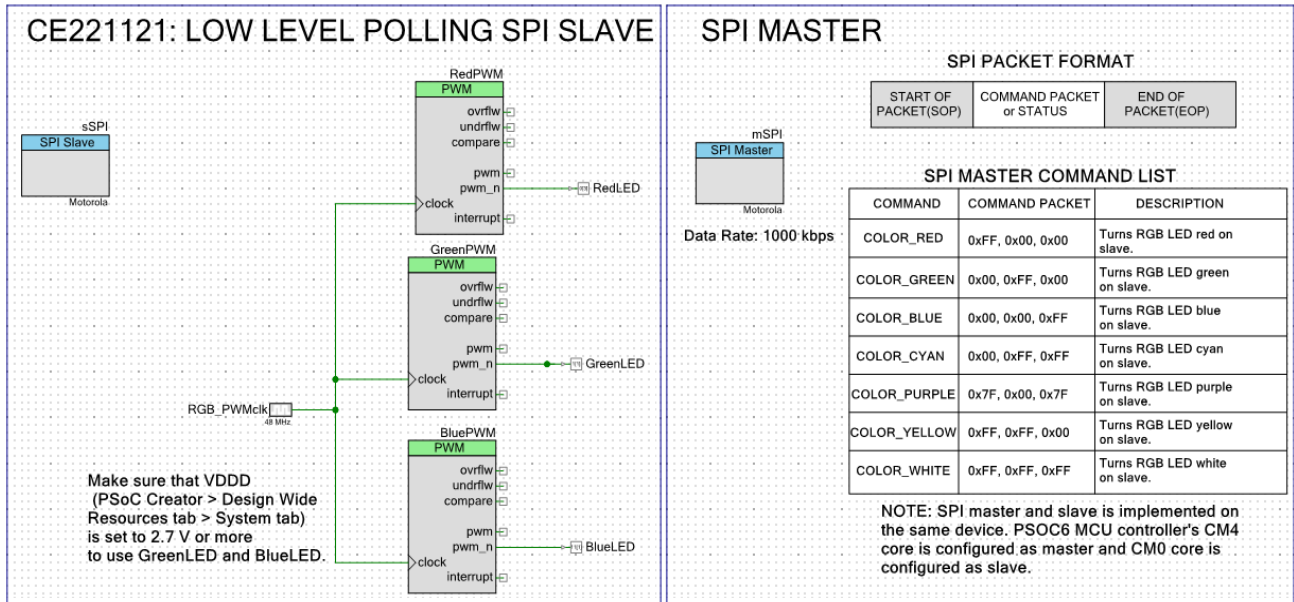 CE221121: LOW LEVEL POLLING SPI SLAVE
sSPI
SPI Slave
Motorola
RedPWM
PWM
ovrflw
undrflw
compare
pwm
pwm_n
RedLED
clock
interrupt
GreenPWM
PWM
ovrflw
undrflw
compare
pwm
pwm_n
GreenLED
clock
interrupt
RGB_PWMclk
48 MHz
BluePWM
PWM
ovrflw
undrflw
compare
pwm
pwm_n
BlueLED
clock
interrupt
Make sure that VDDD
(PSoC Creator > Design Wide
Resources tab > System tab)
is set to 2.7 V or more
to use GreenLED and BlueLED.
SPI MASTER
SPI PACKET FORMAT
START OF PACKET(SOP) COMMAND PACKET or STATUS END OF PACKET(EOP)
mSPI
SPI Master
Motorola
Data Rate: 1000 kbps
SPI MASTER COMMAND LIST
COMMAND COMMAND PACKET DESCRIPTION
COLOR_RED 0xFF, 0x00, 0x00 Turns RGB LED red on slave.
COLOR_GREEN 0x00, 0xFF, 0x00 Turns RGB LED green on slave.
COLOR_BLUE 0x00, 0x00, 0xFF Turns RGB LED blue on slave.
COLOR_CYAN 0x00, 0xFF, 0xFF Turns RGB LED cyan on slave.
COLOR_PURPLE 0x7F, 0x00, 0x7F Turns RGB LED purple on slave.
COLOR_YELLOW 0xFF, 0xFF, 0x00 Turns RGB LED yellow on slave.
COLOR_WHITE 0xFF, 0xFF, 0xFF Turns RGB LED white on slave.
NOTE: SPI master and slave is implemented on
the same device. PSOC6 MCU controller's CM4
core is configured as master and CM0 core is
configured as slave.